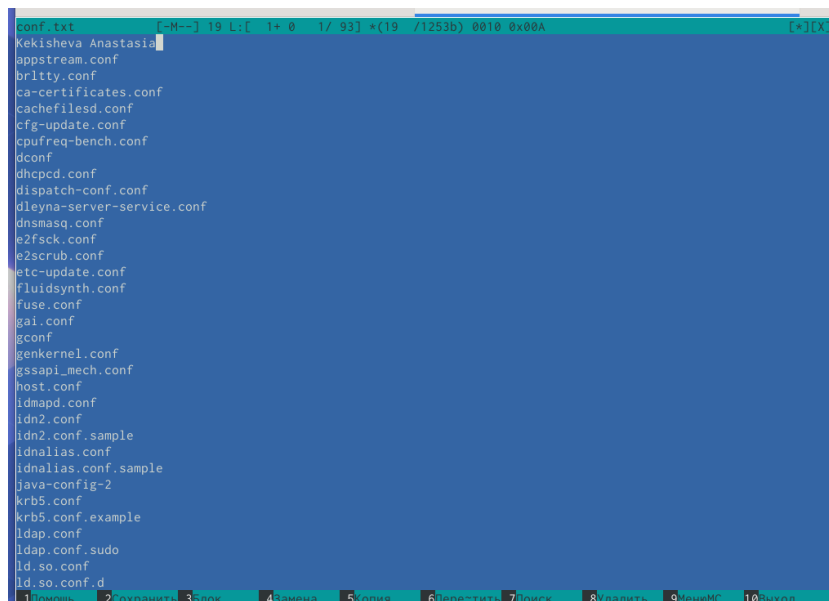 conf.txt [-M--] 19 L:[ 1+ 0 1/ 93] *(19 /1253b) 0010 0x00A [*][X]
Kekisheva Anastasia
appstream.conf
brltty.conf
ca-certificates.conf
cachefilesd.conf
cfg-update.conf
cpufreq-bench.conf
dconf
dhcpcd.conf
dispatch-conf.conf
dleyna-server-service.conf
dnsmasq.conf
e2fsck.conf
e2scrub.conf
etc-update.conf
fluidsynth.conf
fuse.conf
gai.conf
gconf
genkernel.conf
gssapi_mech.conf
host.conf
idmapd.conf
idn2.conf
idn2.conf.sample
idnalias.conf
idnalias.conf.sample
java-config-2
krb5.conf
krb5.conf.example
ldap.conf
ldap.conf.sudo
ld.so.conf
ld.so.conf.d
1Помощь 2Сохранить 3Блок 4Замена 5Копия 6Пере~тить 7Поиск 8Удалить 9МенюMC 10Выход